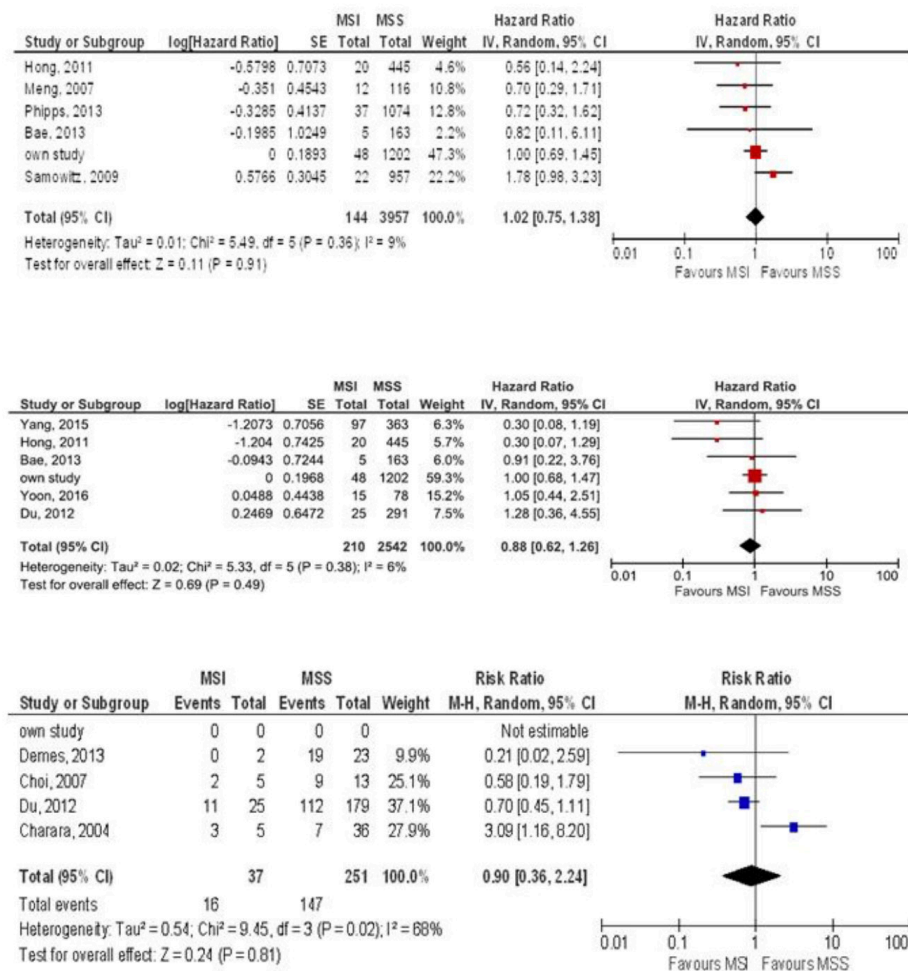 MSI MSS Hazard Ratio Hazard Ratio
Study or Subgroup log[Hazard Ratio] SE Total Total Weight IV, Random, 95% CI IV, Random, 95% CI
Hong, 2011 -0.5798 0.7073 20 445 4.6% 0.56 [0.14, 2.24]
Meng, 2007 -0.351 0.4543 12 116 10.8% 0.70 [0.29, 1.71]
Phipps, 2013 -0.3285 0.4137 37 1074 12.8% 0.72 [0.32, 1.62]
Bae, 2013 -0.1985 1.0249 5 163 2.2% 0.82 [0.11, 6.11]
own study 0 0.1893 48 1202 47.3% 1.00 [0.69, 1.45]
Samowitz, 2009 0.5766 0.3045 22 957 22.2% 1.78 [0.98, 3.23]
Total (95% CI) 144 3957 100.0% 1.02 [0.75, 1.38]
Heterogeneity: Tau² = 0.01; Chi² = 5.49, df = 5 (P = 0.36); I² = 9%
Test for overall effect: Z = 0.11 (P = 0.91)
0.01 0.1 1 10 100
Favours MSI Favours MSS
MSI MSS Hazard Ratio Hazard Ratio
Study or Subgroup log[Hazard Ratio] SE Total Total Weight IV, Random, 95% CI IV, Random, 95% CI
Yang, 2015 -1.2073 0.7056 97 363 6.3% 0.30 [0.08, 1.19]
Hong, 2011 -1.204 0.7425 20 445 5.7% 0.30 [0.07, 1.29]
Bae, 2013 -0.0943 0.7244 5 163 6.0% 0.91 [0.22, 3.76]
own study 0 0.1968 48 1202 59.3% 1.00 [0.68, 1.47]
Yoon, 2016 0.0488 0.4438 15 78 15.2% 1.05 [0.44, 2.51]
Du, 2012 0.2469 0.6472 25 291 7.5% 1.28 [0.36, 4.55]
Total (95% CI) 210 2542 100.0% 0.88 [0.62, 1.26]
Heterogeneity: Tau² = 0.02; Chi² = 5.33, df = 5 (P = 0.38); I² = 6%
Test for overall effect: Z = 0.69 (P = 0.49)
0.01 0.1 1 10 100
Favours MSI Favours MSS
MSI MSS Risk Ratio Risk Ratio
Study or Subgroup Events Total Events Total Weight M-H, Random, 95% CI M-H, Random, 95% CI
own study 0 0 0 0 Not estimable
Demes, 2013 0 2 19 23 9.9% 0.21 [0.02, 2.59]
Choi, 2007 2 5 9 13 25.1% 0.58 [0.19, 1.79]
Du, 2012 11 25 112 179 37.1% 0.70 [0.45, 1.11]
Charara, 2004 3 5 7 36 27.9% 3.09 [1.16, 8.20]
Total (95% CI) 37 251 100.0% 0.90 [0.36, 2.24]
Total events 16 147
Heterogeneity: Tau² = 0.54; Chi² = 9.45, df = 3 (P = 0.02); I² = 68%
Test for overall effect: Z = 0.24 (P = 0.81)
0.01 0.1 1 10 100
Favours MSI Favours MSS